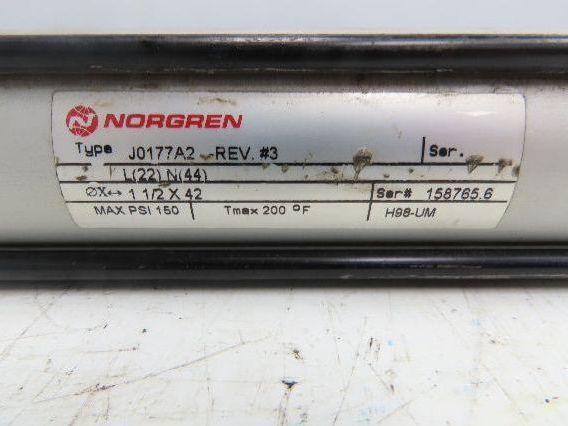 NORGREN
Type J0177A2 -REV. #3 Ser.
L(22) N(44)
ØX↔ 1 1/2 X 42 Ser# 158765.6
MAX PSI 150 Tmax 200 °F H98-UM